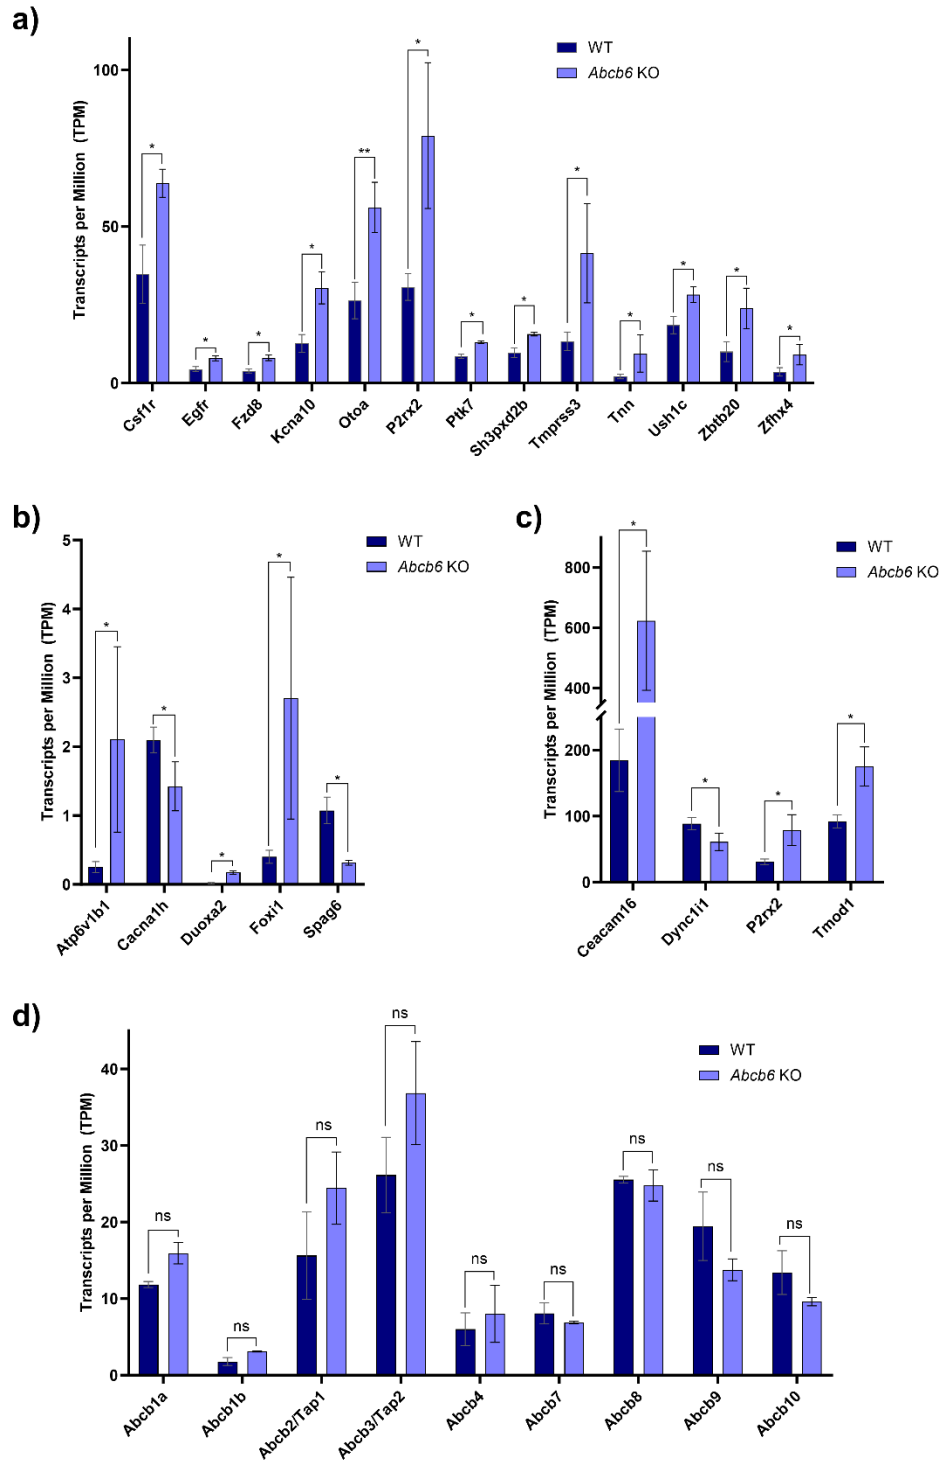 a)
WT
Abcb6 KO
Transcripts per Million (TPM)
100
50
0
* * * * ** * * * * * * * *
Csf1r Egfr Fzd8 Kcna10 Otoa P2rx2 Ptk7 Sh3pxd2b Tmprss3 Tnn Ush1c Zbtb20 Zfhx4
b)
WT
Abcb6 KO
Transcripts per Million (TPM)
5
4
3
2
1
0
* * * * *
Atp6v1b1 Cacna1h Duoxa2 Foxi1 Spag6
c)
WT
Abcb6 KO
Transcripts per Million (TPM)
800
600
400
200
100
0
* * * *
Ceacam16 Dync1i1 P2rx2 Tmod1
d)
WT
Abcb6 KO
Transcripts per Million (TPM)
40
30
20
10
0
ns ns ns ns ns ns ns ns ns
Abcb1a Abcb1b Abcb2/Tap1 Abcb3/Tap2 Abcb4 Abcb7 Abcb8 Abcb9 Abcb10